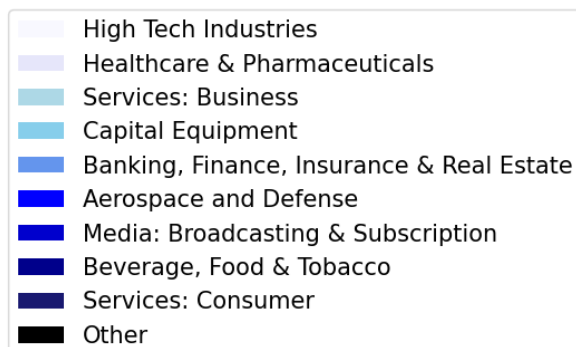 High Tech Industries
Healthcare & Pharmaceuticals
Services: Business
Capital Equipment
Banking, Finance, Insurance & Real Estate
Aerospace and Defense
Media: Broadcasting & Subscription
Beverage, Food & Tobacco
Services: Consumer
Other